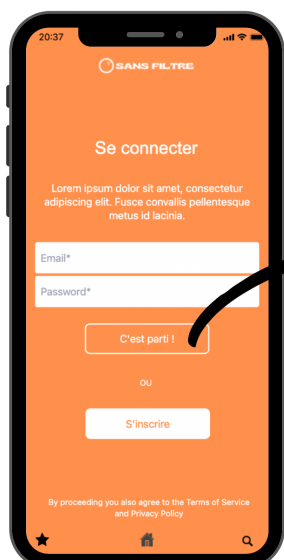 20:37
SANS FILTRE
Se connecter
Lorem ipsum dolor sit amet, consectetur
adipiscing elit. Fusce convallis pellentesque
metus id lacinia.
Email*
Password*
C'est parti !
OU
S'inscrire
By proceeding you also agree to the Terms of Service
and Privacy Policy